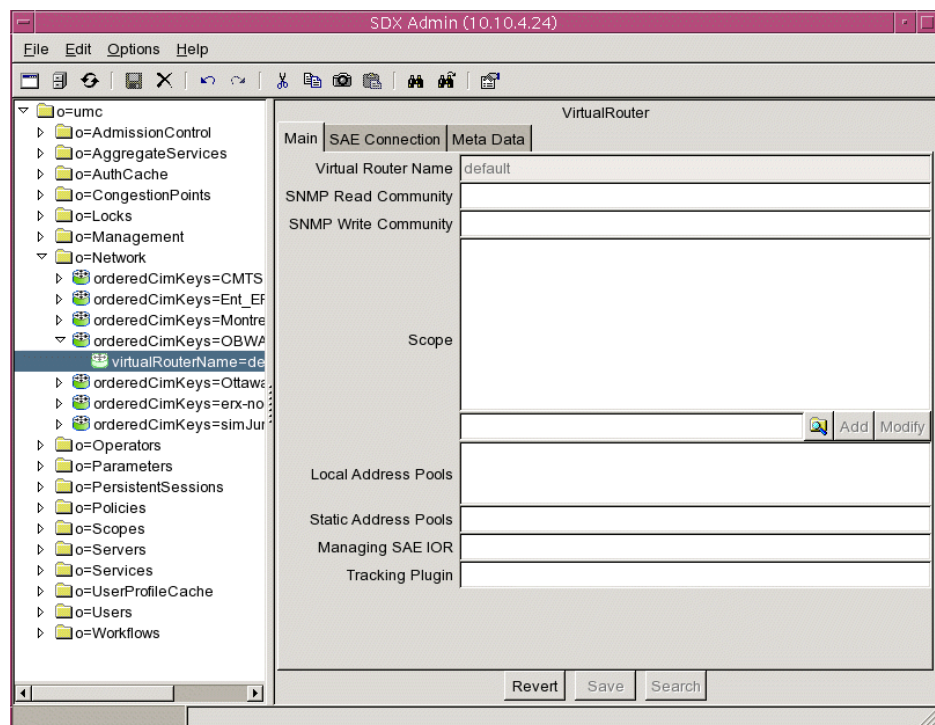 SDX Admin (10.10.4.24)
File Edit Options Help
o=umc
o=AdmissionControl
o=AggregateServices
o=AuthCache
o=CongestionPoints
o=Locks
o=Management
o=Network
orderedCimKeys=CMTS
orderedCimKeys=Ent_EF
orderedCimKeys=Montre
orderedCimKeys=OBWA
virtualRouterName=de
orderedCimKeys=Ottawa
orderedCimKeys=erx-no
orderedCimKeys=simJur
o=Operators
o=Parameters
o=PersistentSessions
o=Policies
o=Scopes
o=Servers
o=Services
o=UserProfileCache
o=Users
o=Workflows
VirtualRouter
Main SAE Connection Meta Data
Virtual Router Name default
SNMP Read Community
SNMP Write Community
Scope
Add Modify
Local Address Pools
Static Address Pools
Managing SAE IOR
Tracking Plugin
Revert Save Search